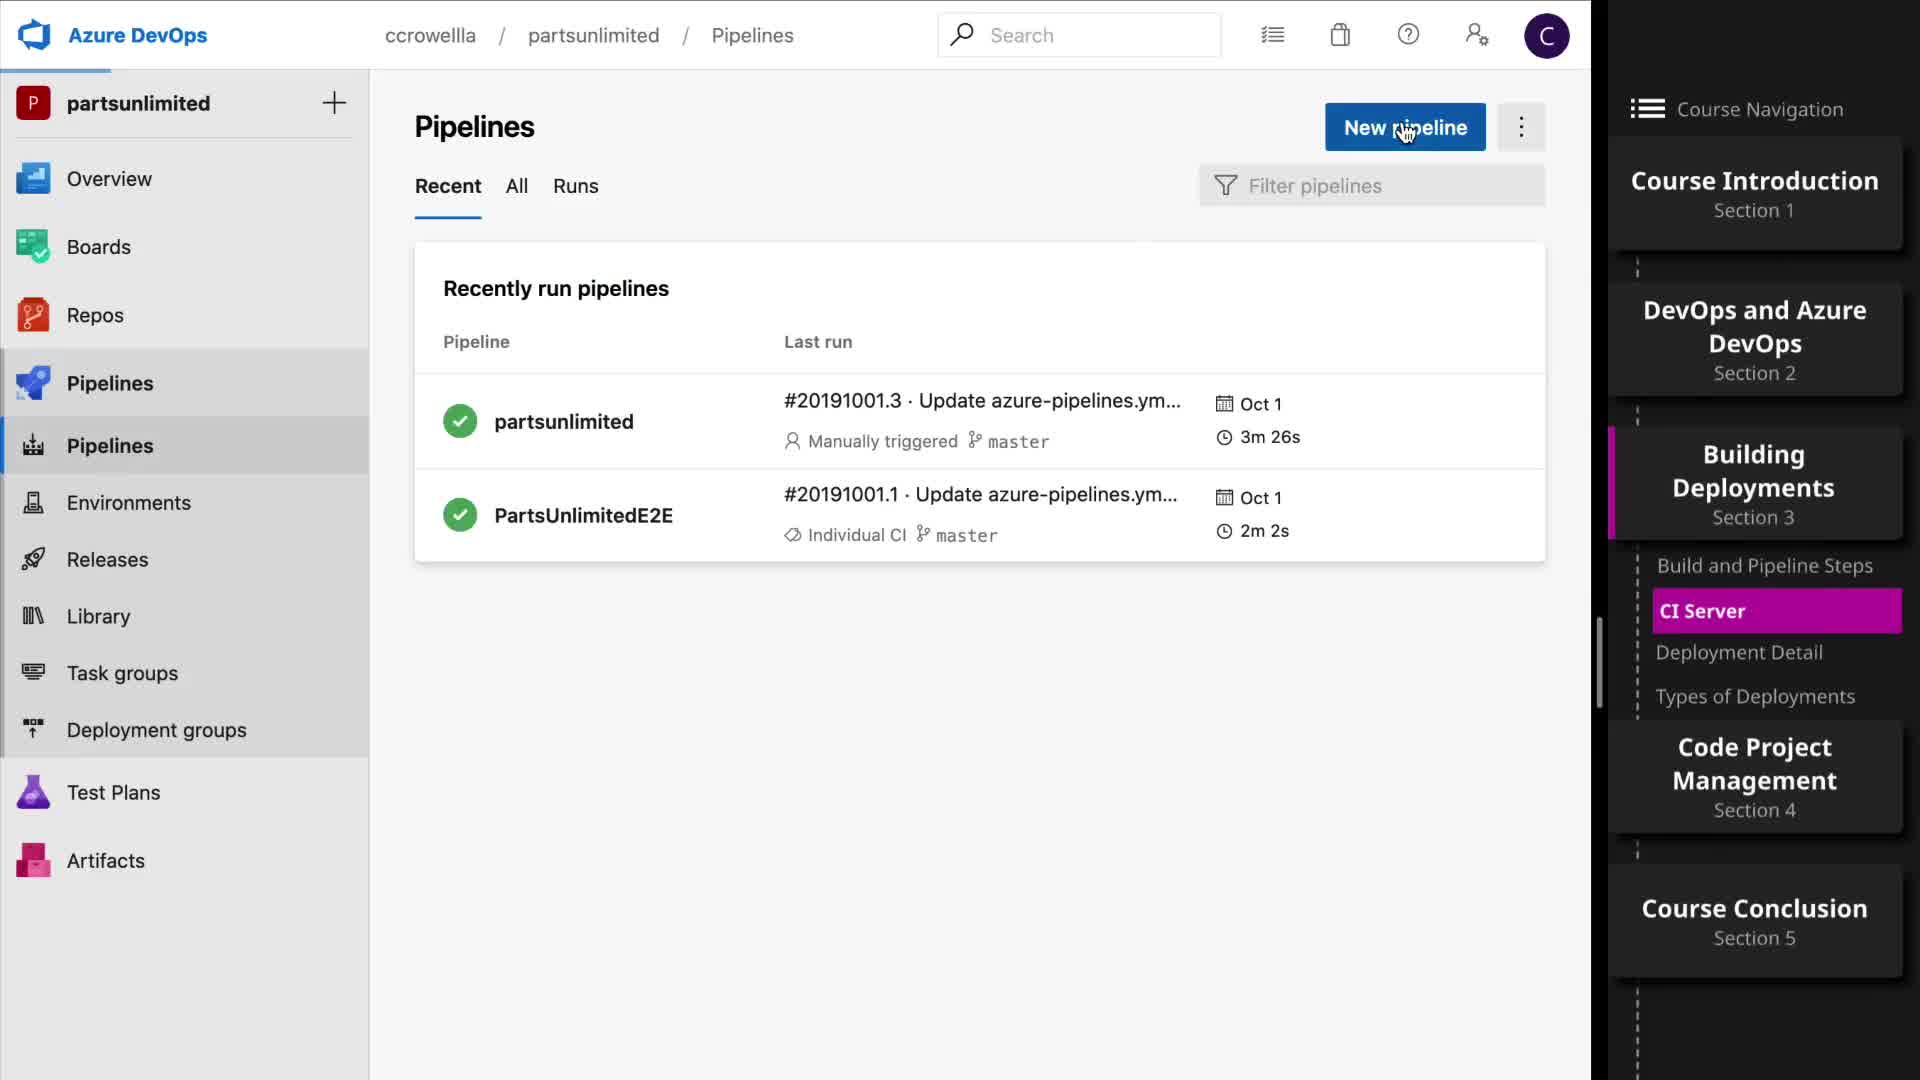 Azure DevOps
ccrowellla / partsunlimited / Pipelines
Search
C
P partsunlimited
Overview
Boards
Repos
Pipelines
Pipelines
Environments
Releases
Library
Task groups
Deployment groups
Test Plans
Artifacts
Pipelines
New pipeline
Recent All Runs
Filter pipelines
Recently run pipelines
Pipeline Last run
partsunlimited
#20191001.3 · Update azure-pipelines.ym...
Manually triggered master
Oct 1
3m 26s
PartsUnlimitedE2E
#20191001.1 · Update azure-pipelines.ym...
Individual CI master
Oct 1
2m 2s
Course Navigation
Course Introduction
Section 1
DevOps and Azure
DevOps
Section 2
Building
Deployments
Section 3
Build and Pipeline Steps
CI Server
Deployment Detail
Types of Deployments
Code Project
Management
Section 4
Course Conclusion
Section 5